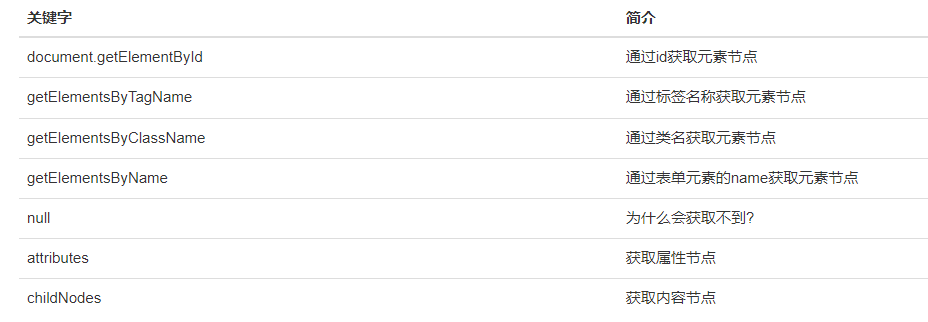 关键字 简介
document.getElementById 通过id获取元素节点
getElementsByTagName 通过标签名称获取元素节点
getElementsByClassName 通过类名获取元素节点
getElementsByName 通过表单元素的name获取元素节点
null 为什么会获取不到?
attributes 获取属性节点
childNodes 获取内容节点